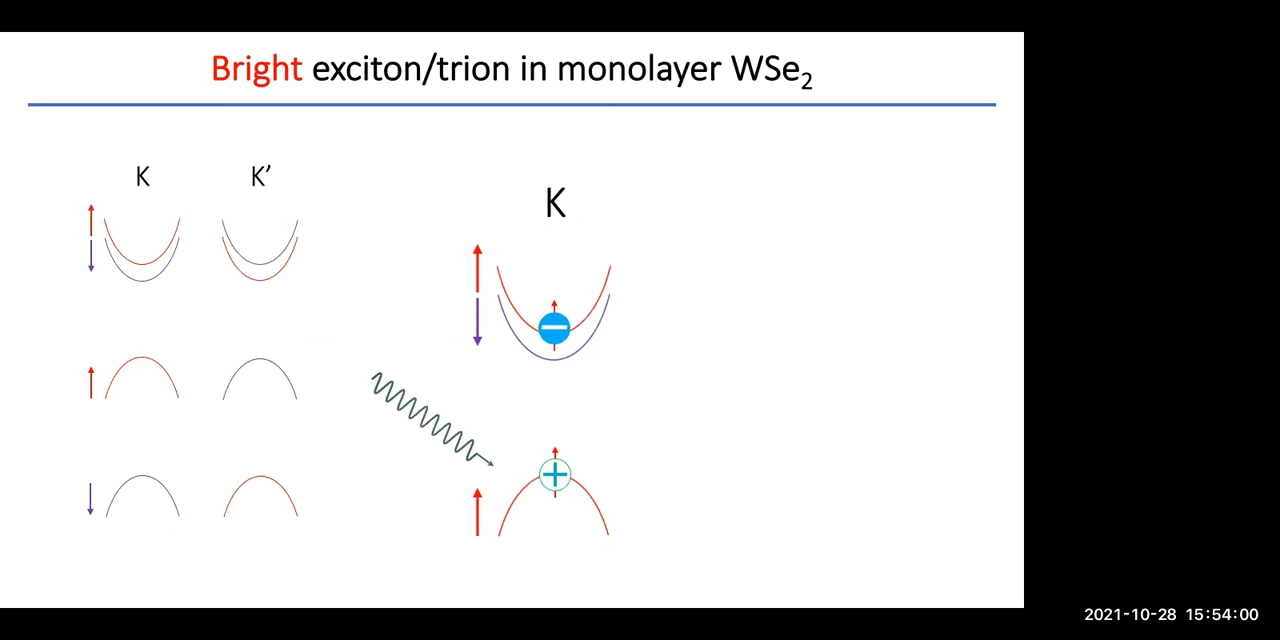 Bright exciton/trion in monolayer WSe₂
K K’
K
2021-10-28 15:54:00